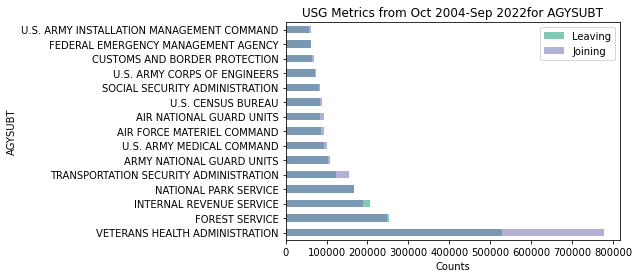 USG Metrics from Oct 2004-Sep 2022for AGYSUBT
Leaving
Joining
AGYSUBT
U.S. ARMY INSTALLATION MANAGEMENT COMMAND
FEDERAL EMERGENCY MANAGEMENT AGENCY
CUSTOMS AND BORDER PROTECTION
U.S. ARMY CORPS OF ENGINEERS
SOCIAL SECURITY ADMINISTRATION
U.S. CENSUS BUREAU
AIR NATIONAL GUARD UNITS
AIR FORCE MATERIEL COMMAND
U.S. ARMY MEDICAL COMMAND
ARMY NATIONAL GUARD UNITS
TRANSPORTATION SECURITY ADMINISTRATION
NATIONAL PARK SERVICE
INTERNAL REVENUE SERVICE
FOREST SERVICE
VETERANS HEALTH ADMINISTRATION
0 100000 200000 300000 400000 500000 600000 700000 800000
Counts